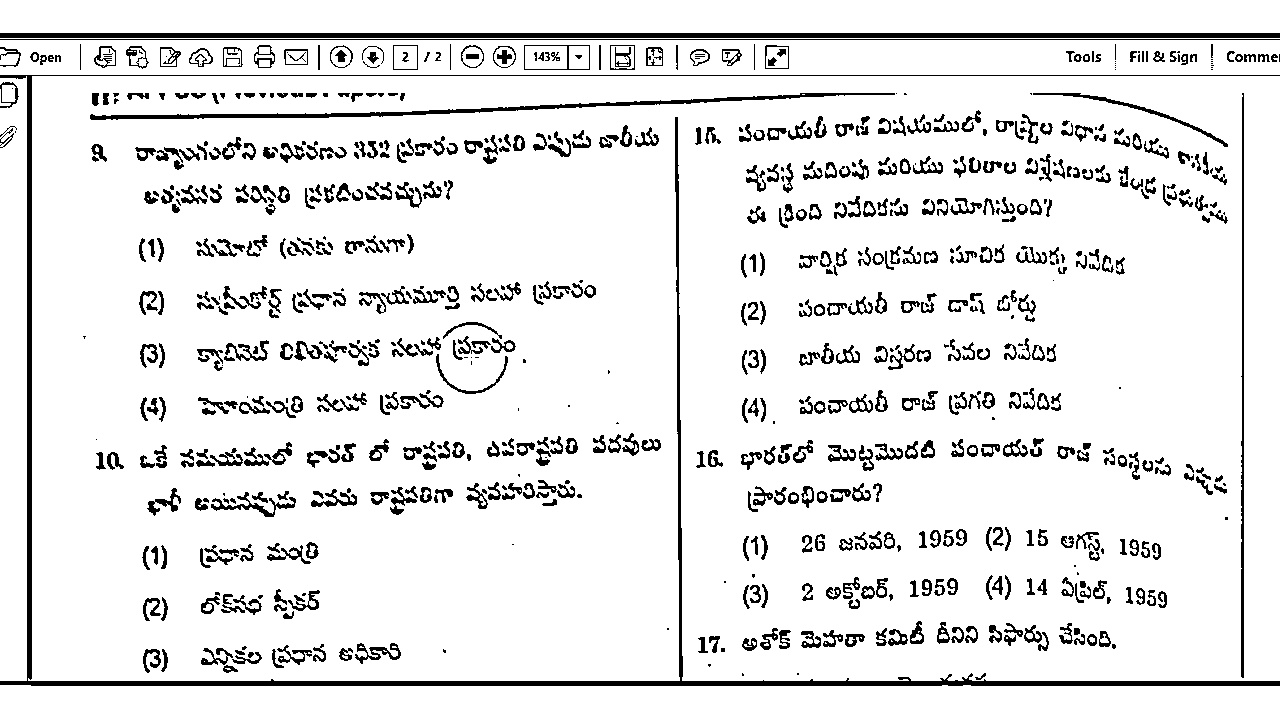 Open
2 / 2
143%
Tools
Fill & Sign
9. రాజ్యాంగంలోని అధికరణం 352 ప్రకారం రాష్ట్రపతి ఎప్పుడు జాతీయ
అత్యవసర పరిస్థితి ప్రకటించవచ్చును?
(1) సుమోటో (తనకు తానుగా)
(2) సుప్రీంకోర్ట్ ప్రధాన న్యాయమూర్తి సలహా ప్రకారం
(3) క్యాబినెట్ లిఖితపూర్వక సలహా ప్రకారం
(4) హోంమంత్రి సలహా ప్రకారం
10. ఒకే సమయములో భారత్ లో రాష్ట్రపతి, ఉపరాష్ట్రపతి పదవులు
ఖాళీ అయినప్పుడు ఎవరు రాష్ట్రపతిగా వ్యవహరిస్తారు.
(1) ప్రధాన మంత్రి
(2) లోక్‌సభ స్పీకర్
(3) ఎన్నికల ప్రధాన అధికారి
15. పంచాయతీ రాజ్ విషయములో, రాష్ట్రాల విధాన మరియు
వ్యవస్థ మదింపు మరియు ఫలితాల విశ్లేషణలకు కేంద్ర ప్రభుత్వము
ఈ క్రింది నివేదికను వినియోగిస్తుంది?
(1) వార్షిక సంక్రమణ సూచిక యొక్క నివేదిక
(2) పంచాయతీ రాజ్ డాష్ బోర్డు
(3) జాతీయ విస్తరణ సేవల నివేదిక
(4) పంచాయతీ రాజ్ ప్రగతి నివేదిక
16. భారత్‌లో మొట్టమొదటి పంచాయత్ రాజ్ సంస్థలను ఎప్పుడు
ప్రారంభించారు?
(1) 26 జనవరి, 1959 (2) 15 ఆగస్ట్, 1959
(3) 2 అక్టోబర్, 1959 (4) 14 ఏప్రిల్, 1959
17. అశోక్ మెహతా కమిటీ దీనిని సిఫార్సు చేసింది.